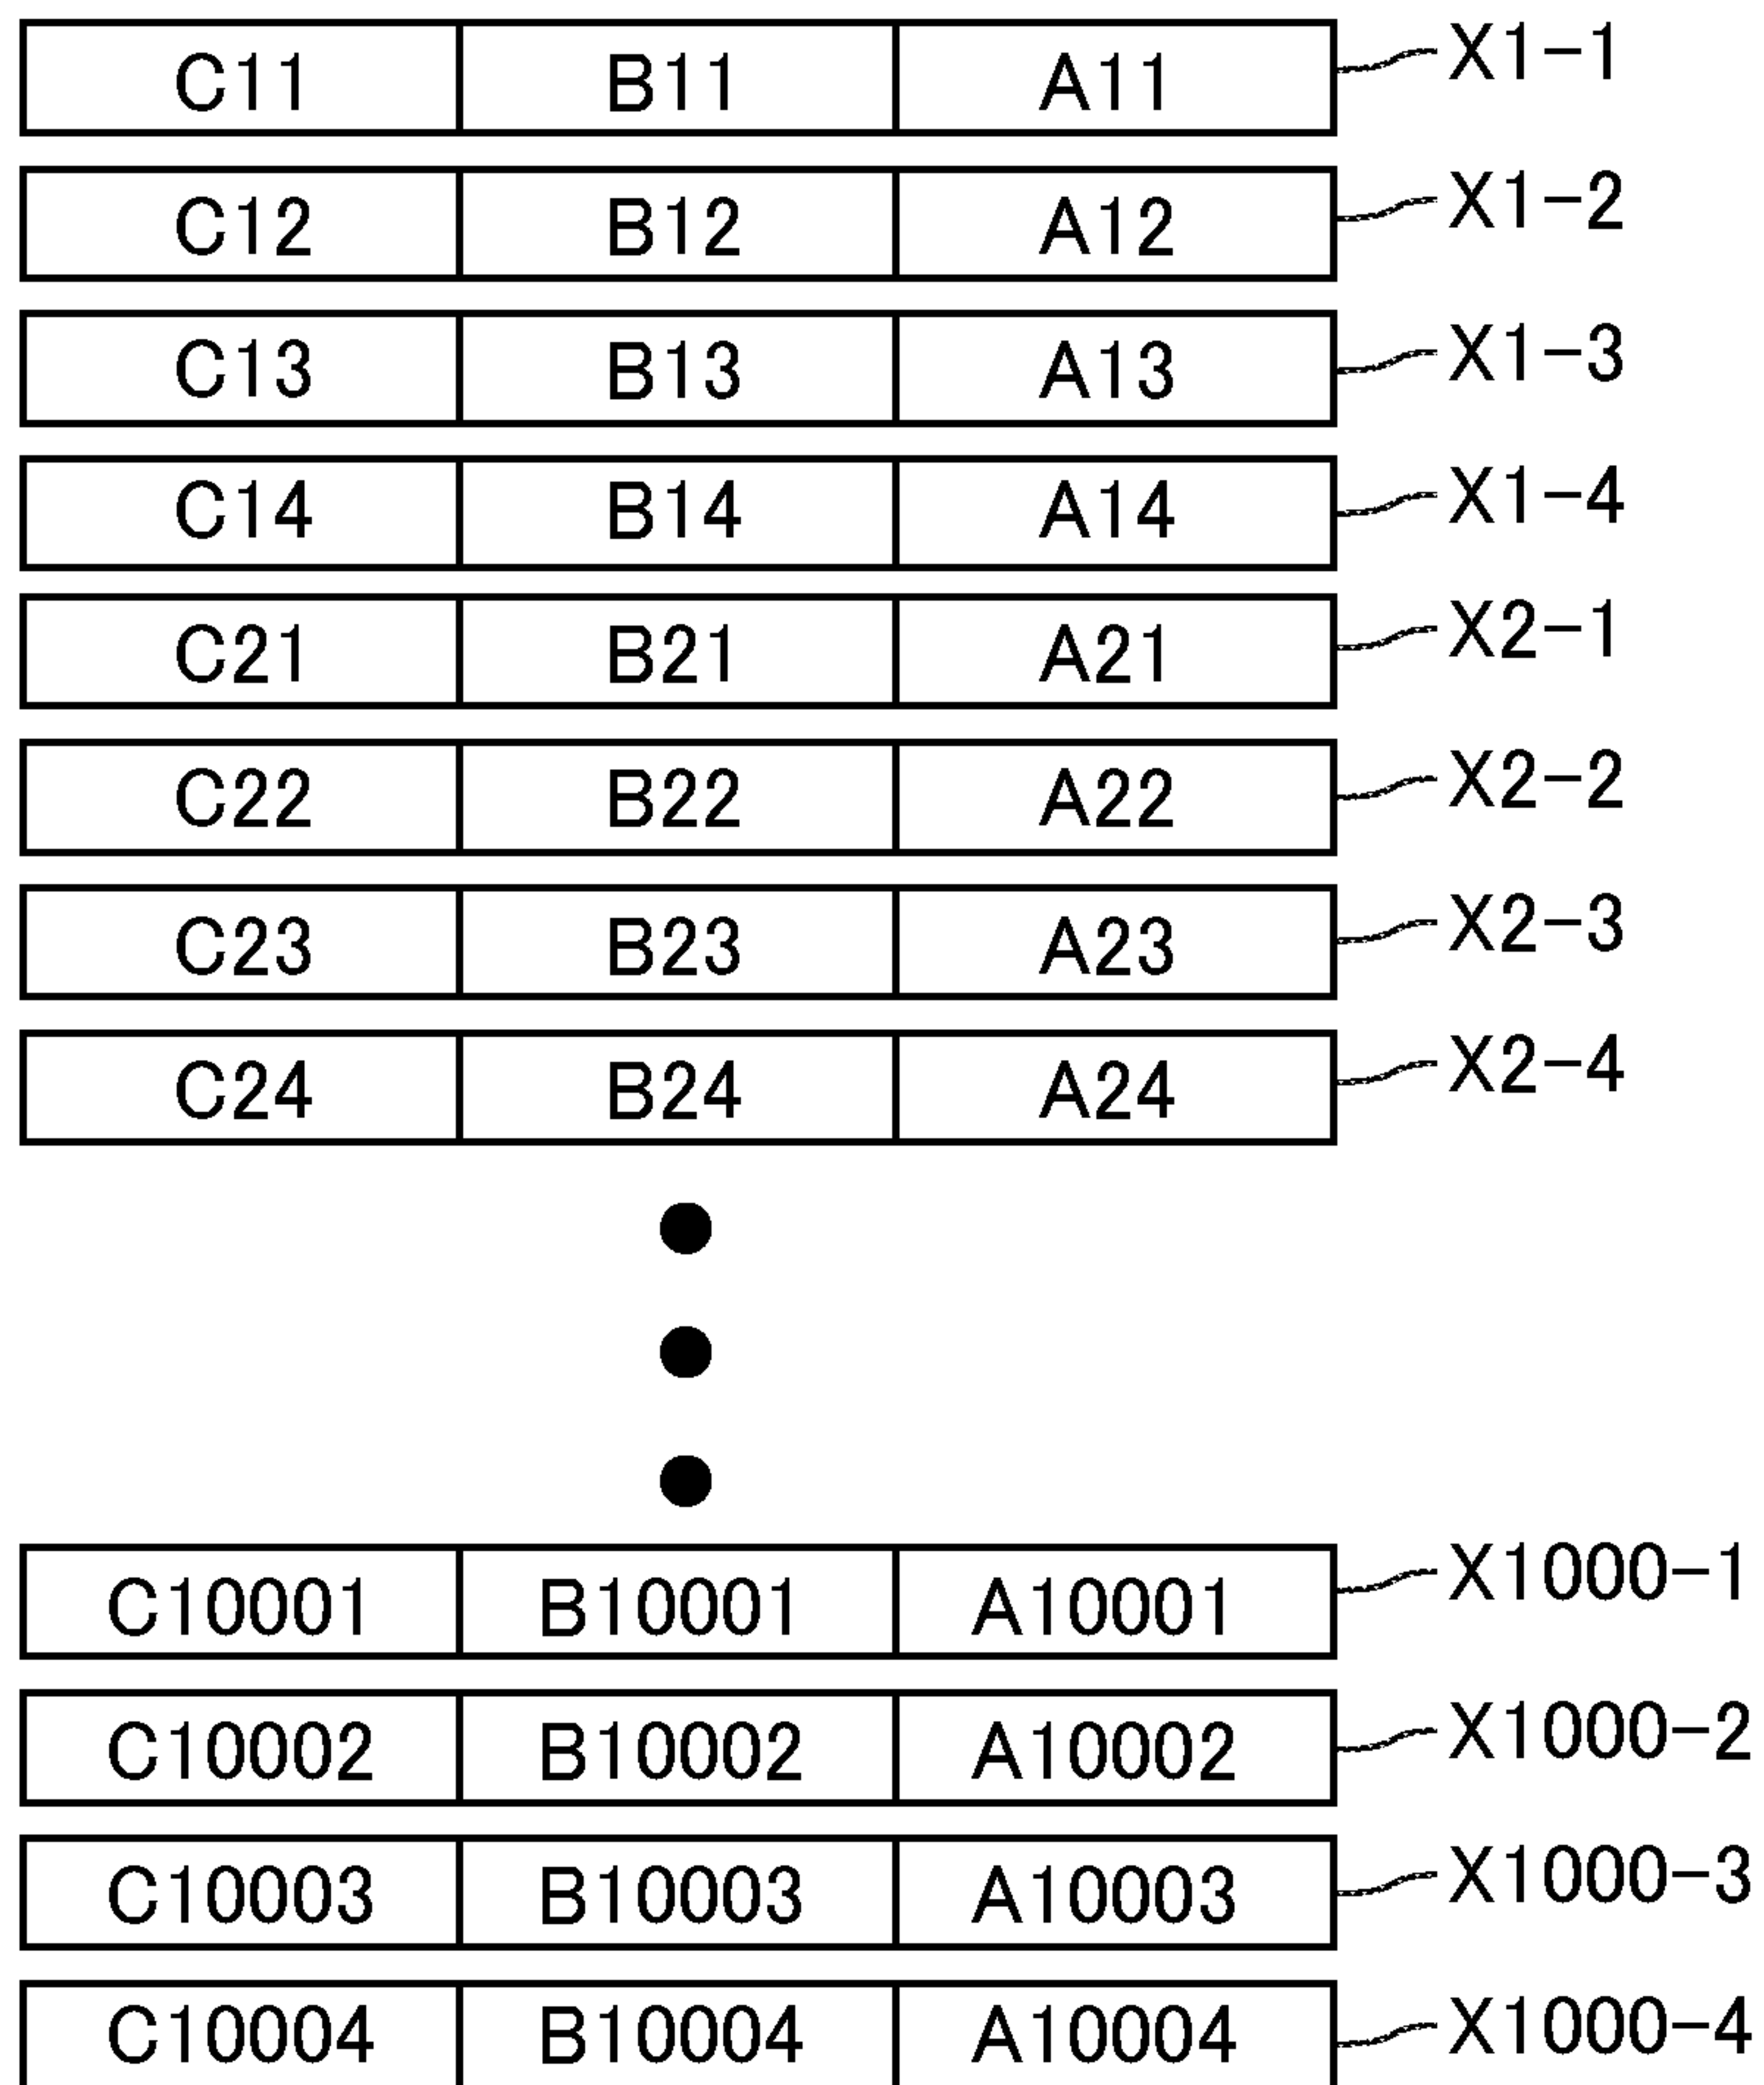 C11 B11 A11 X1-1
C12 B12 A12 X1-2
C13 B13 A13 X1-3
C14 B14 A14 X1-4
C21 B21 A21 X2-1
C22 B22 A22 X2-2
C23 B23 A23 X2-3
C24 B24 A24 X2-4
C10001 B10001 A10001 X1000-1
C10002 B10002 A10002 X1000-2
C10003 B10003 A10003 X1000-3
C10004 B10004 A10004 X1000-4